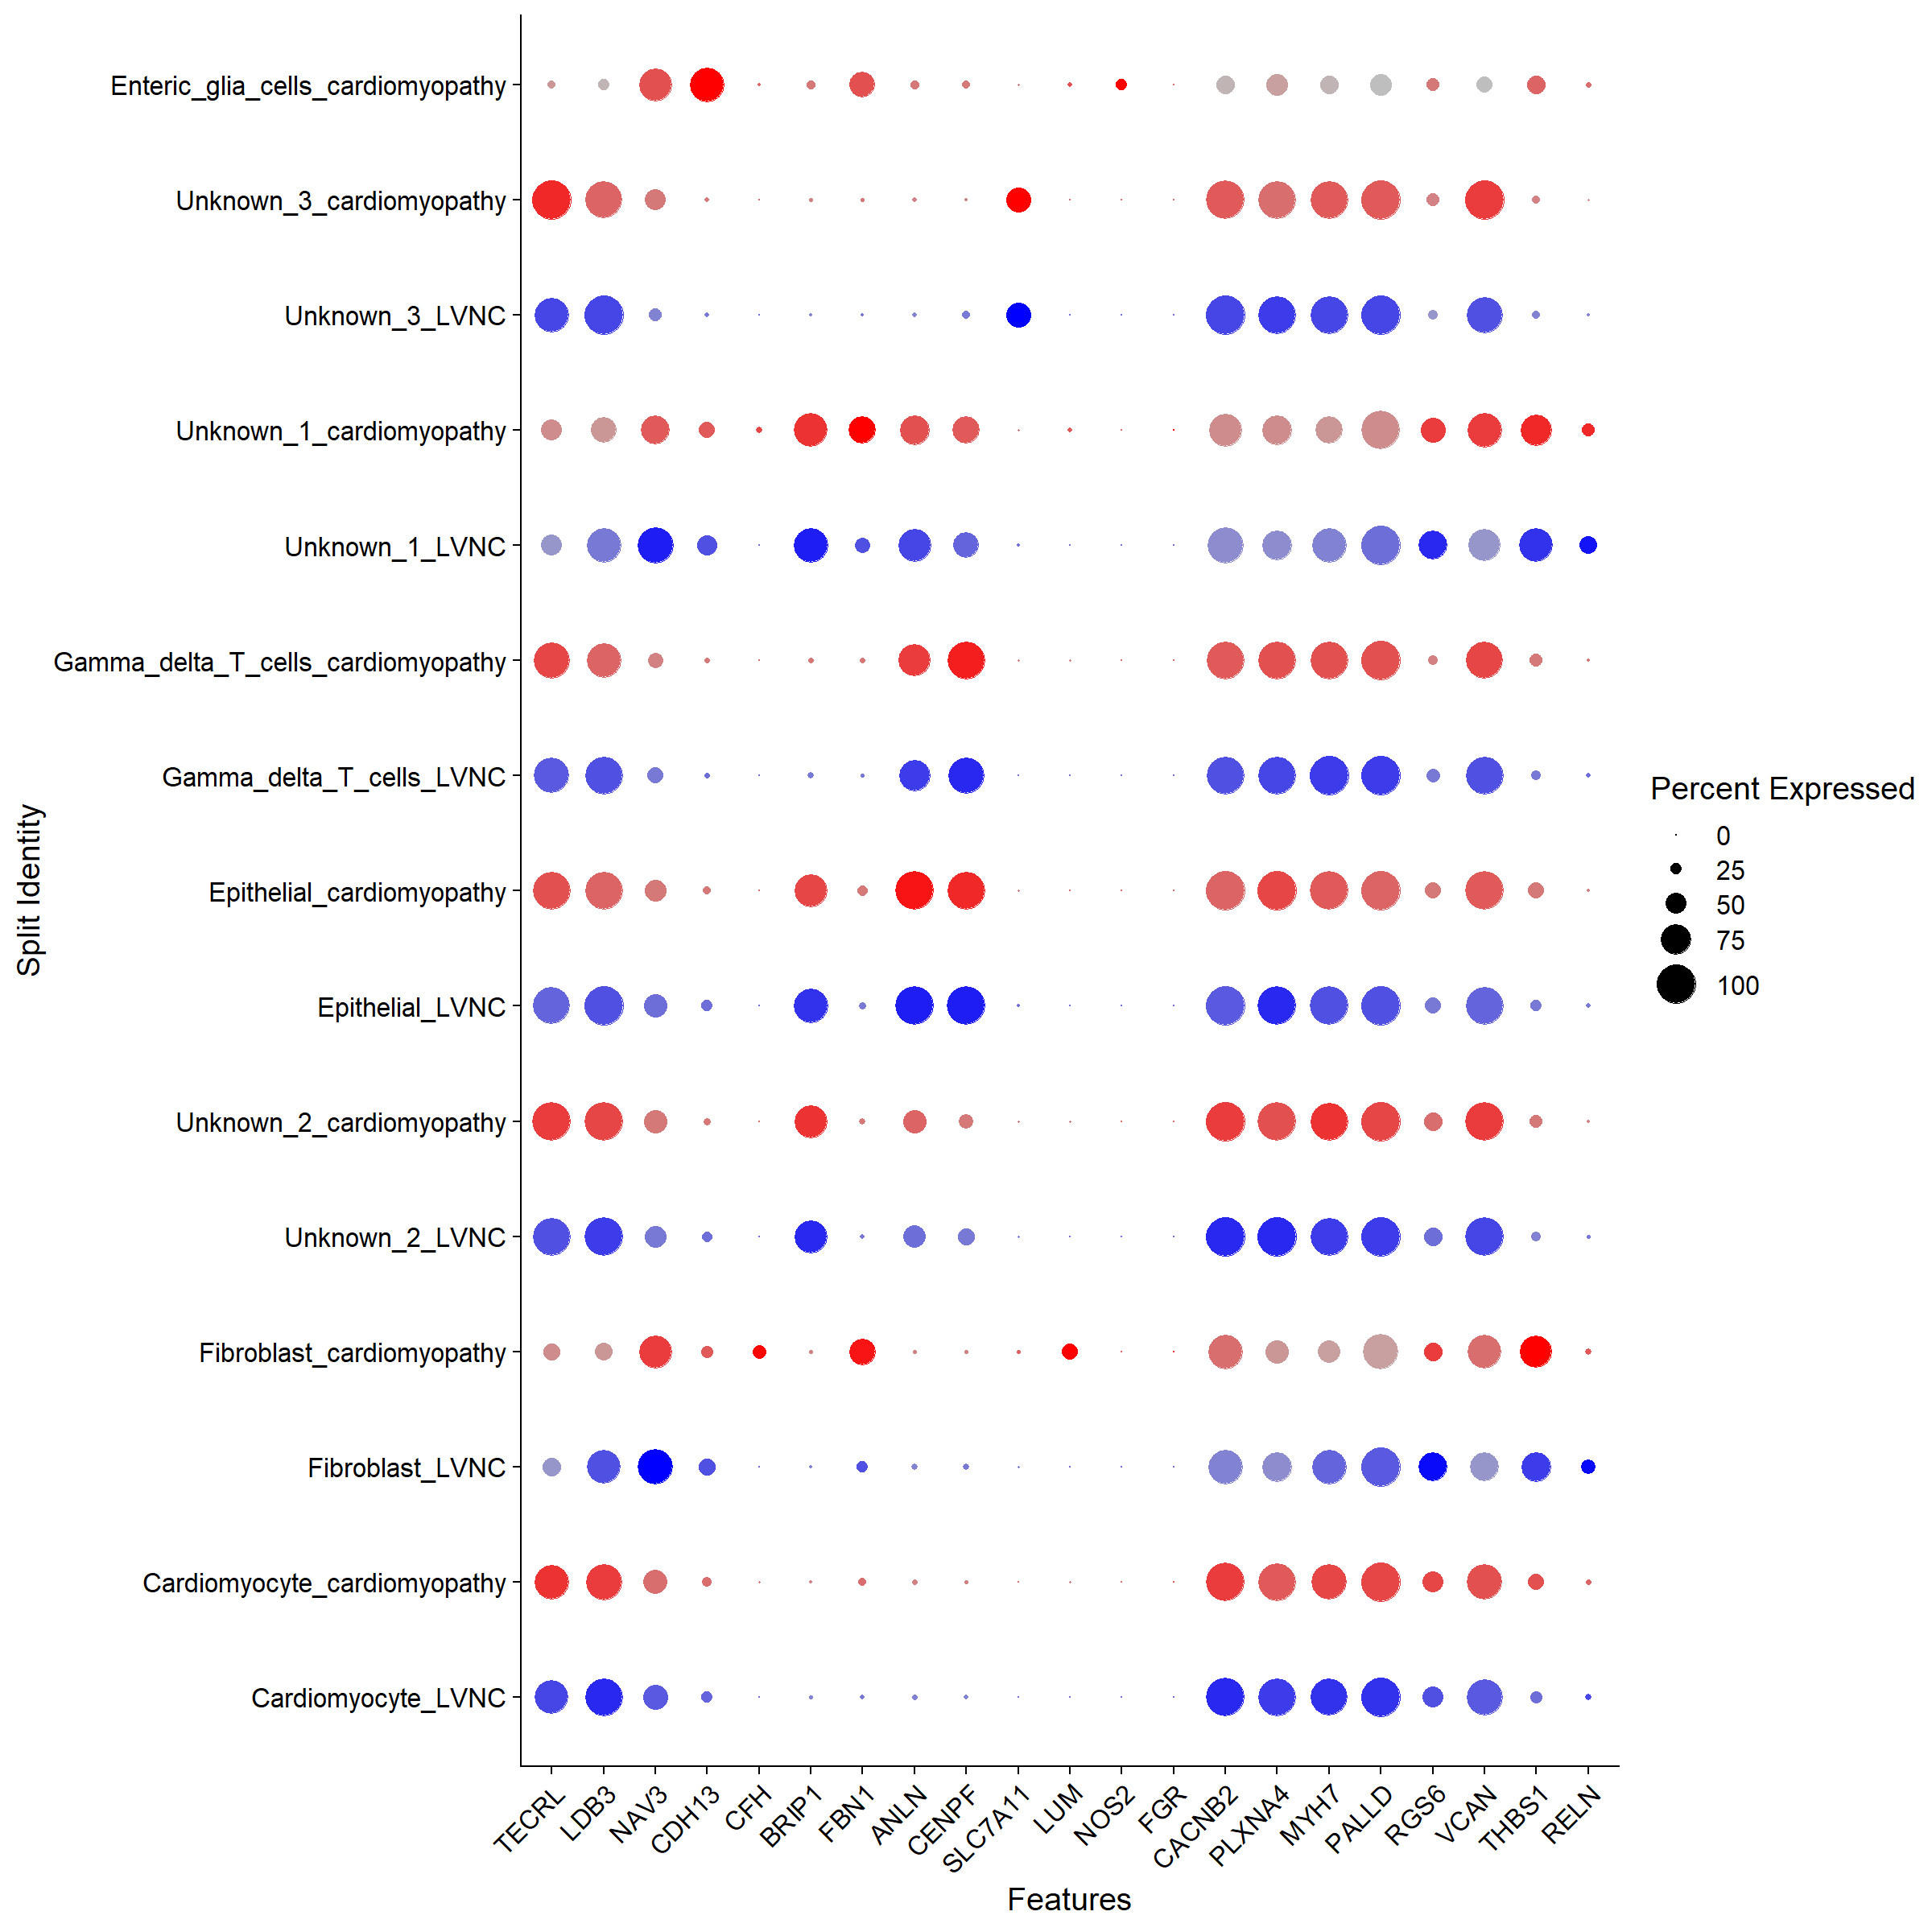 Split Identity
Enteric_glia_cells_cardiomyopathy
Unknown_3_cardiomyopathy
Unknown_3_LVNC
Unknown_1_cardiomyopathy
Unknown_1_LVNC
Gamma_delta_T_cells_cardiomyopathy
Gamma_delta_T_cells_LVNC
Epithelial_cardiomyopathy
Epithelial_LVNC
Unknown_2_cardiomyopathy
Unknown_2_LVNC
Fibroblast_cardiomyopathy
Fibroblast_LVNC
Cardiomyocyte_cardiomyopathy
Cardiomyocyte_LVNC
TECRL
LDB3
NAV3
CDH13
CFH
BRIP1
FBN1
ANLN
CENPF
SLC7A11
LUM
NOS2
FGR
CACNB2
PLXNA4
MYH7
PALLD
RGS6
VCAN
THBS1
RELN
Features
Percent Expressed
0
25
50
75
100